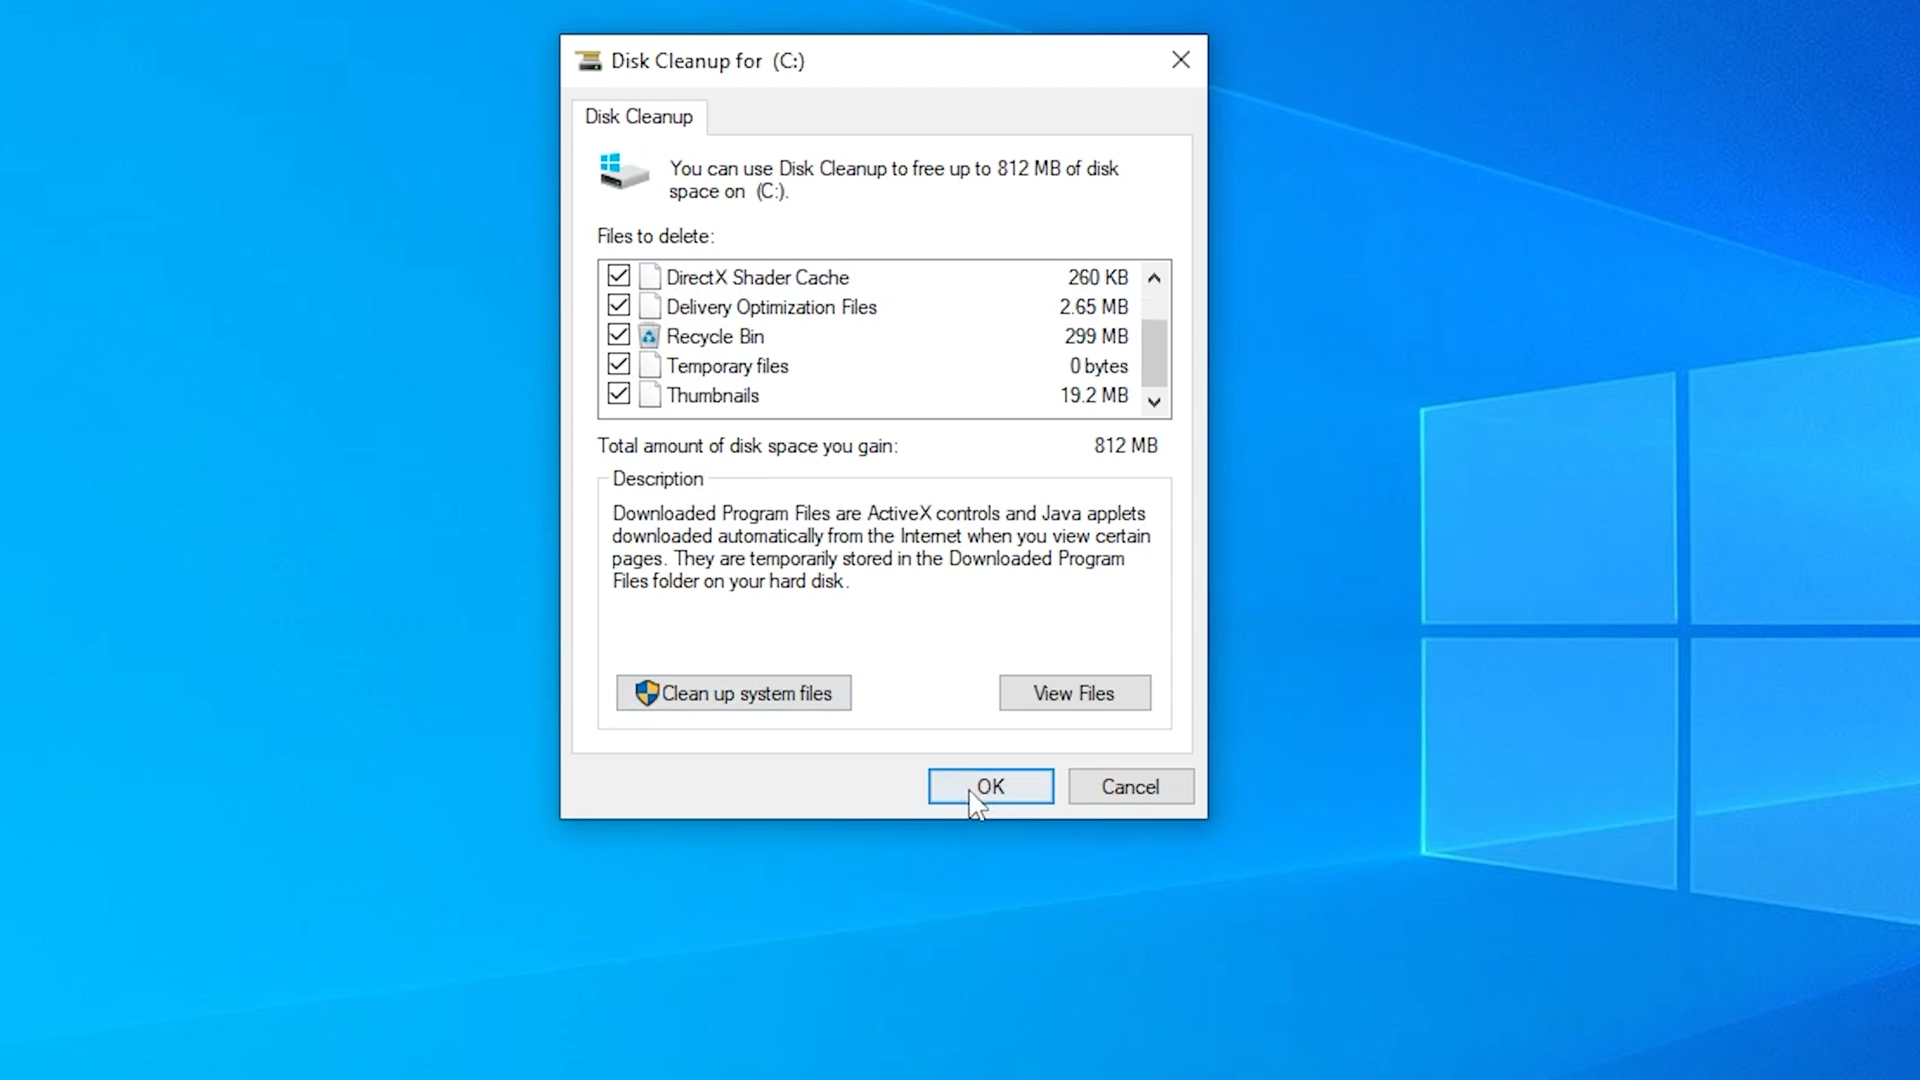 Disk Cleanup for (C:)
Disk Cleanup
You can use Disk Cleanup to free up to 812 MB of disk
space on (C:).
Files to delete:
DirectX Shader Cache 260 KB
Delivery Optimization Files 2.65 MB
Recycle Bin 299 MB
Temporary files 0 bytes
Thumbnails 19.2 MB
Total amount of disk space you gain: 812 MB
Description
Downloaded Program Files are ActiveX controls and Java applets
downloaded automatically from the Internet when you view certain
pages. They are temporarily stored in the Downloaded Program
Files folder on your hard disk.
Clean up system files View Files
OK Cancel